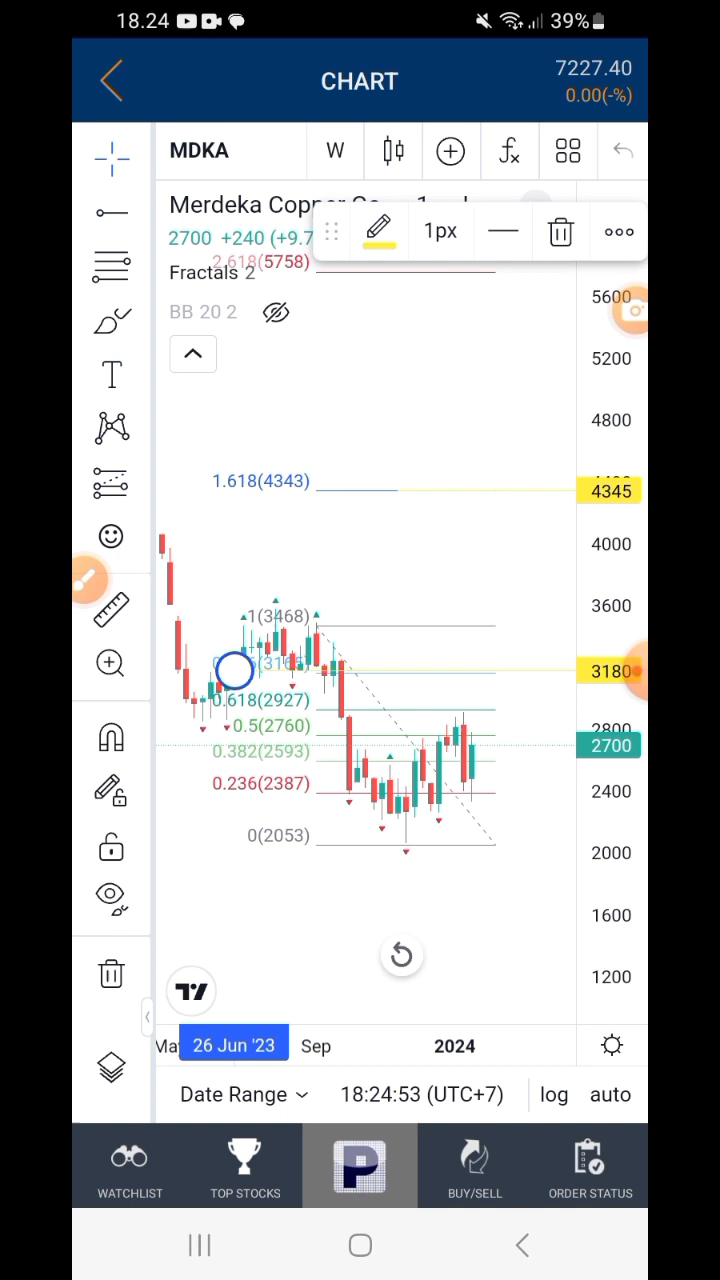 18.24 39%
CHART
7227.40
0.00(-%)
MDKA W
Merdeka Copper Co
2700 +240 (+9.7
1px
2.618(5758)
Fractals 2
BB 20 2
5600
5200
4800
1.618(4343)
4345
4000
3600
1(3468)
3180
0.618(2927)
0.5(2760)
2800
2700
0.382(2593)
0.236(2387)
2400
0(2053)
2000
1600
1200
26 Jun '23 Sep 2024
Date Range 18:24:53 (UTC+7) log auto
WATCHLIST TOP STOCKS P BUY/SELL ORDER STATUS